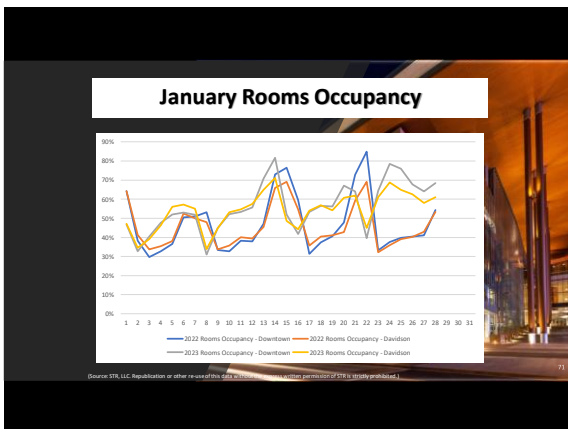 January Rooms Occupancy
90%
80%
70%
60%
50%
40%
30%
20%
10%
0%
1 2 3 4 5 6 7 8 9 10 11 12 13 14 15 16 17 18 19 20 21 22 23 24 25 26 27 28 29 30 31
2022 Rooms Occupancy - Downtown 2022 Rooms Occupancy - Davidson
2023 Rooms Occupancy - Downtown 2023 Rooms Occupancy - Davidson
71
(Source: STR, LLC. Republication or other re-use of this data without the express written permission of STR is strictly prohibited.)